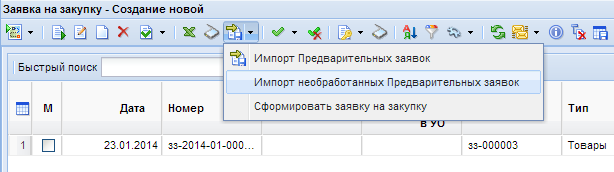 Заявка на закупку - Создание новой
Импорт Предварительных заявок
Быстрый поиск
Импорт необработанных Предварительных заявок
Сформировать заявку на закупку
М Дата Номер в УО Тип
1 23.01.2014 зз-2014-01-000... зз-000003 Товары